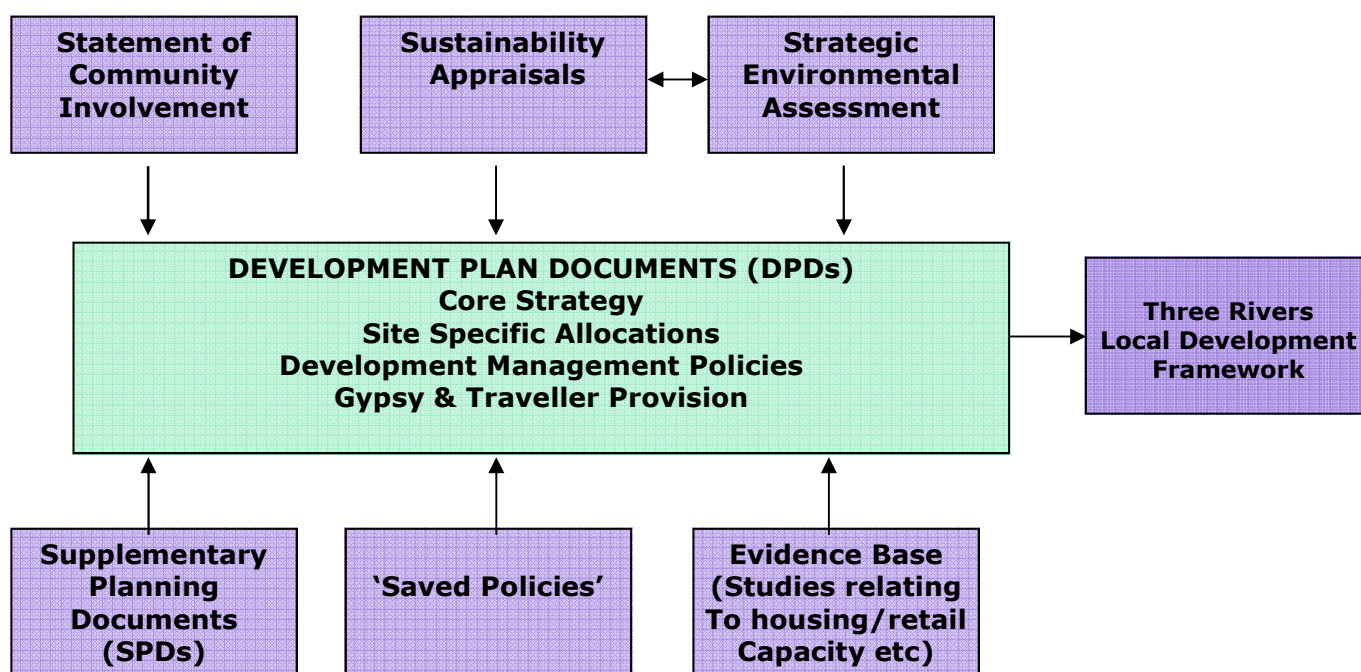 Statement of
Community
Involvement
Sustainability
Appraisals
Strategic
Environmental
Assessment
DEVELOPMENT PLAN DOCUMENTS (DPDs)
Core Strategy
Site Specific Allocations
Development Management Policies
Gypsy & Traveller Provision
Three Rivers
Local Development
Framework
Supplementary
Planning
Documents
(SPDs)
‘Saved Policies’
Evidence Base
(Studies relating
To housing/retail
Capacity etc)